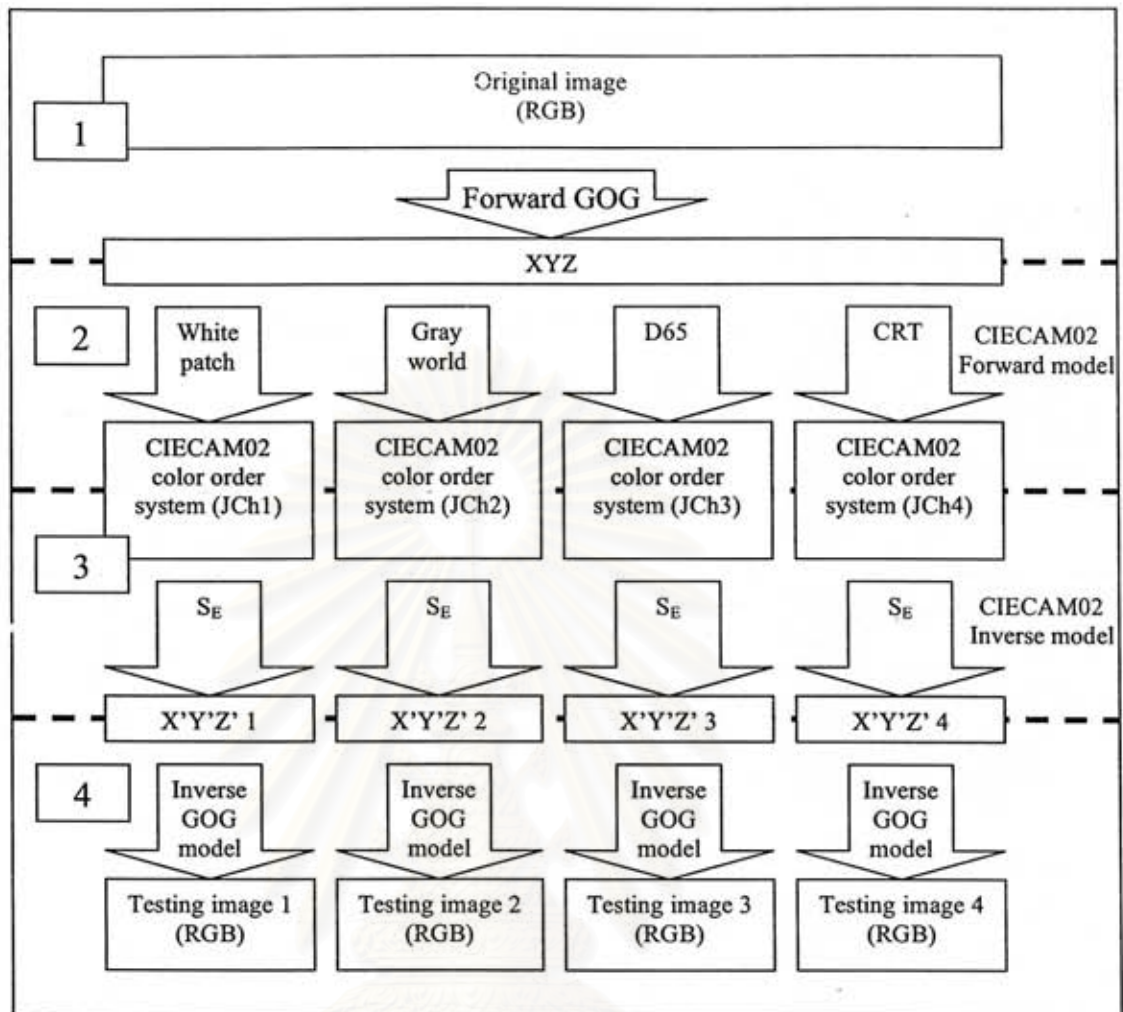 Original image
(RGB)
1
Forward GOG
XYZ
2
White
patch
Gray
world
D65
CRT
CIECAM02
Forward model
CIECAM02
color order
system (JCh1)
CIECAM02
color order
system (JCh2)
CIECAM02
color order
system (JCh3)
CIECAM02
color order
system (JCh4)
3
SE
SE
SE
SE
CIECAM02
Inverse model
X'Y'Z' 1
X'Y'Z' 2
X'Y'Z' 3
X'Y'Z' 4
4
Inverse
GOG
model
Inverse
GOG
model
Inverse
GOG
model
Inverse
GOG
model
Testing image 1
(RGB)
Testing image 2
(RGB)
Testing image 3
(RGB)
Testing image 4
(RGB)